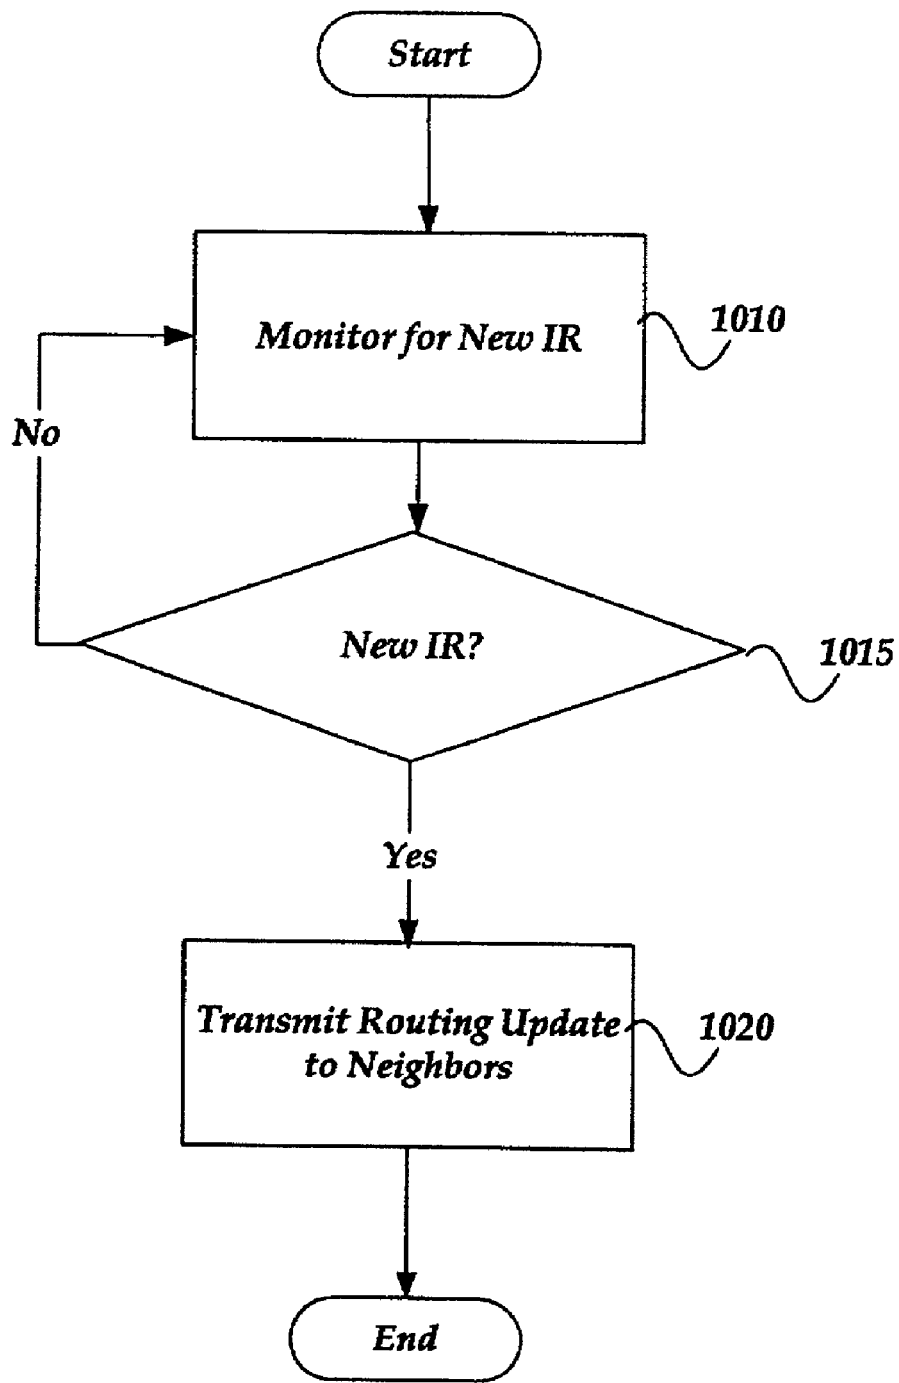 Start
Monitor for New IR
1010
No
New IR?
1015
Yes
Transmit Routing Update
to Neighbors
1020
End